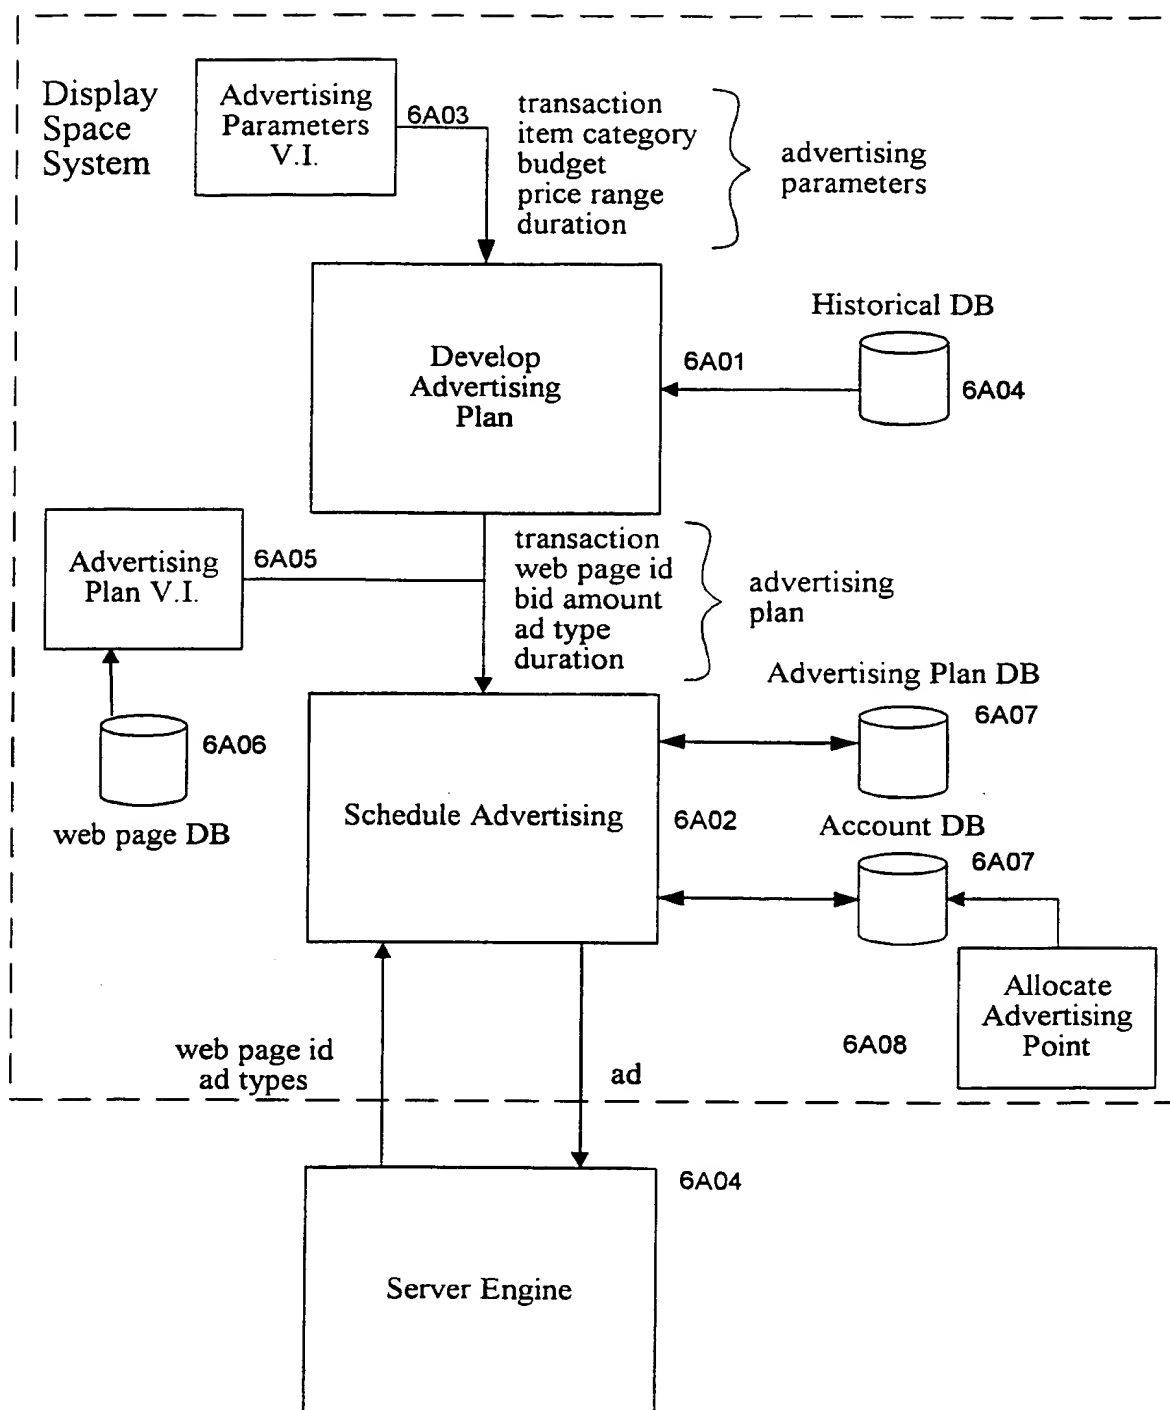 Display
Space
System
Advertising
Parameters
V.I.
6A03
transaction
item category
budget
price range
duration
advertising
parameters
Develop
Advertising
Plan
6A01
Historical DB
6A04
Advertising
Plan V.I.
6A05
transaction
web page id
bid amount
ad type
duration
advertising
plan
6A06
web page DB
Schedule Advertising
6A02
Advertising Plan DB
6A07
Account DB
6A07
Allocate
Advertising
Point
6A08
web page id
ad types
ad
6A04
Server Engine